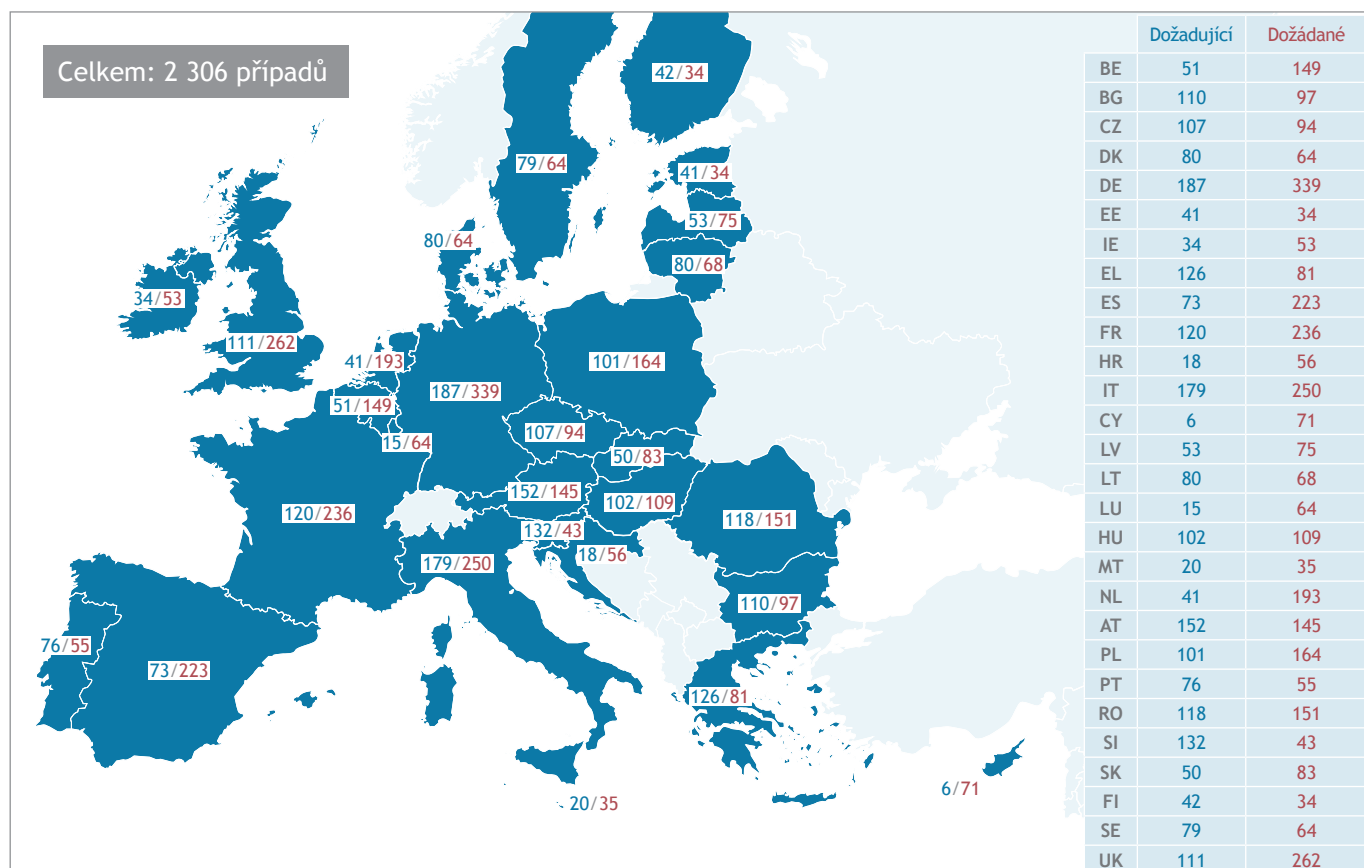 Celkem: 2 306 případů
42/34
79/64
41/34
53/75
80/64
80/68
34/53
111/262
41/193
101/164
187/339
51/149
107/94
15/64
50/83
152/145
102/109
120/236
118/151
132/43
18/56
179/250
110/97
76/55
73/223
126/81
6/71
20/35
Dožadující Dožádané
BE 51 149
BG 110 97
CZ 107 94
DK 80 64
DE 187 339
EE 41 34
IE 34 53
EL 126 81
ES 73 223
FR 120 236
HR 18 56
IT 179 250
CY 6 71
LV 53 75
LT 80 68
LU 15 64
HU 102 109
MT 20 35
NL 41 193
AT 152 145
PL 101 164
PT 76 55
RO 118 151
SI 132 43
SK 50 83
FI 42 34
SE 79 64
UK 111 262